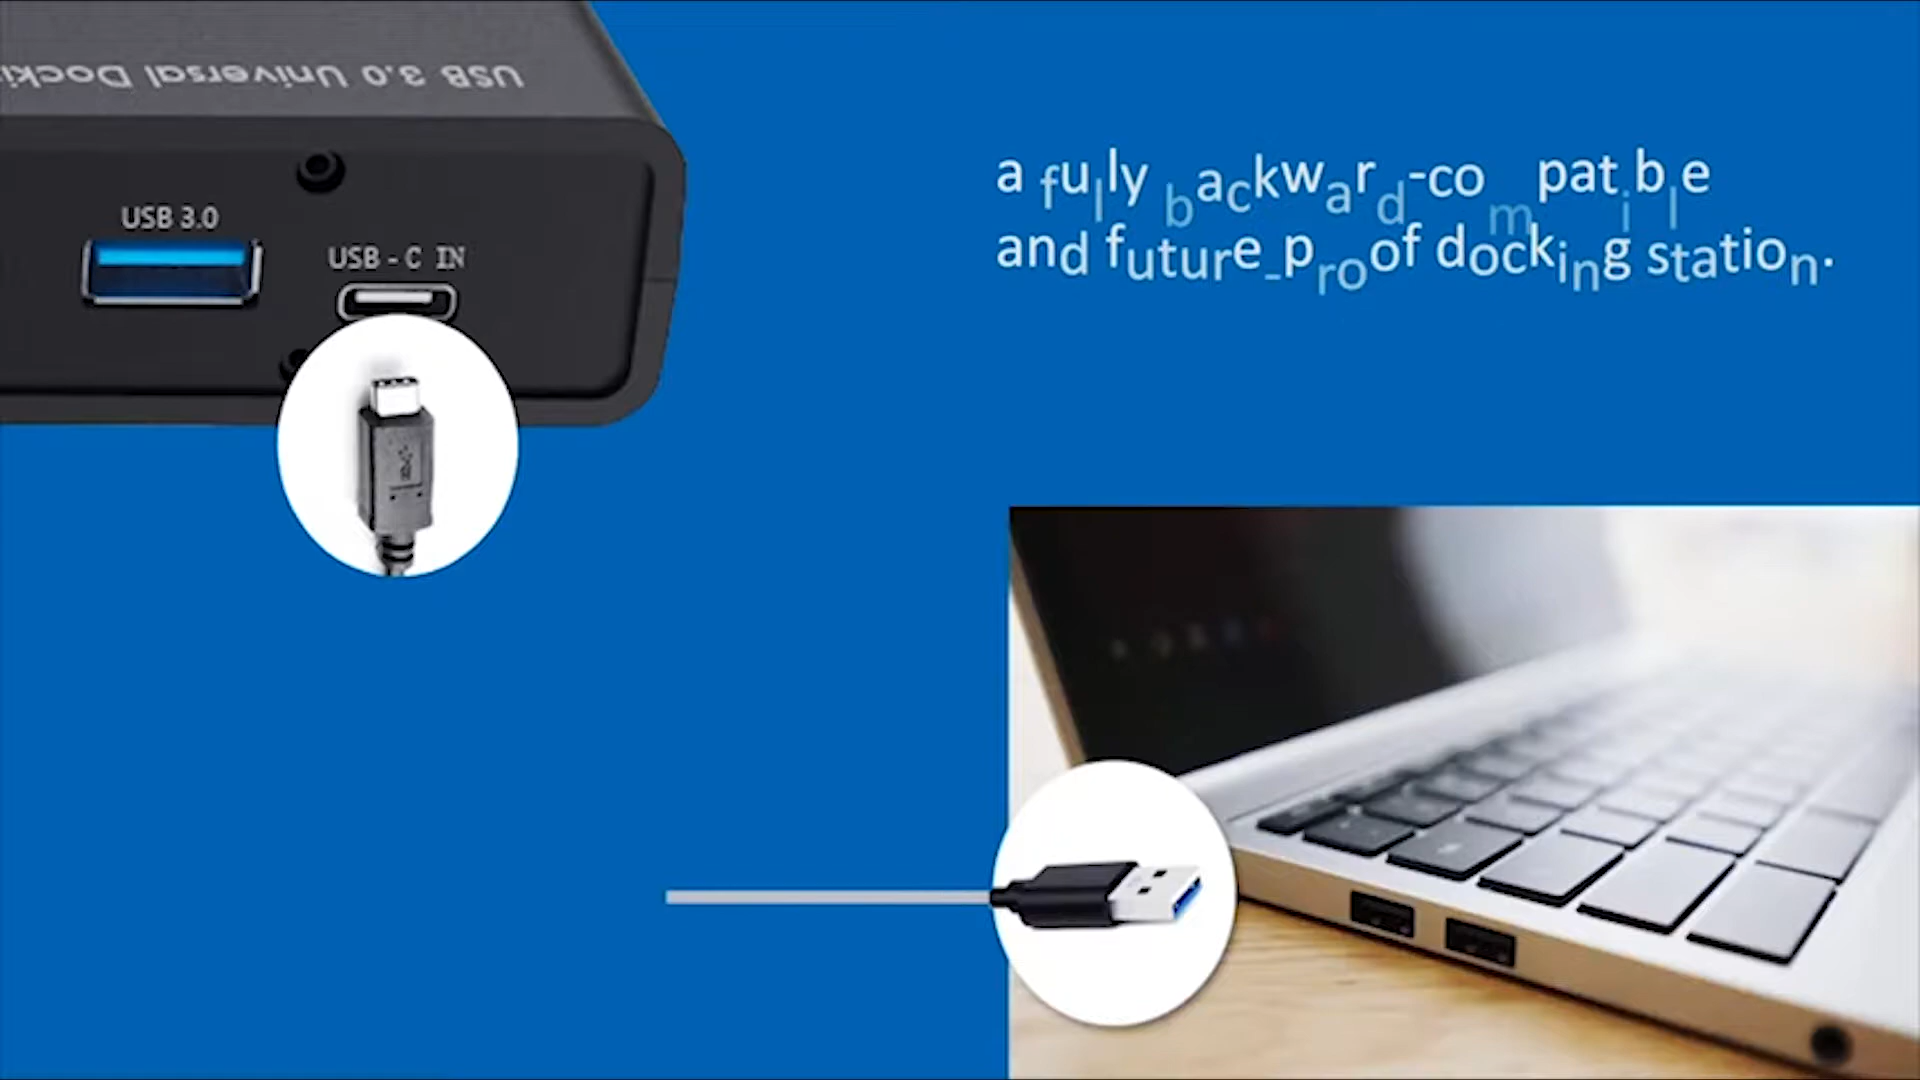 USB 3.0 Universal Docki
USB 3.0
USB - C IN
a fully backward-compatible
and future-proof docking station.